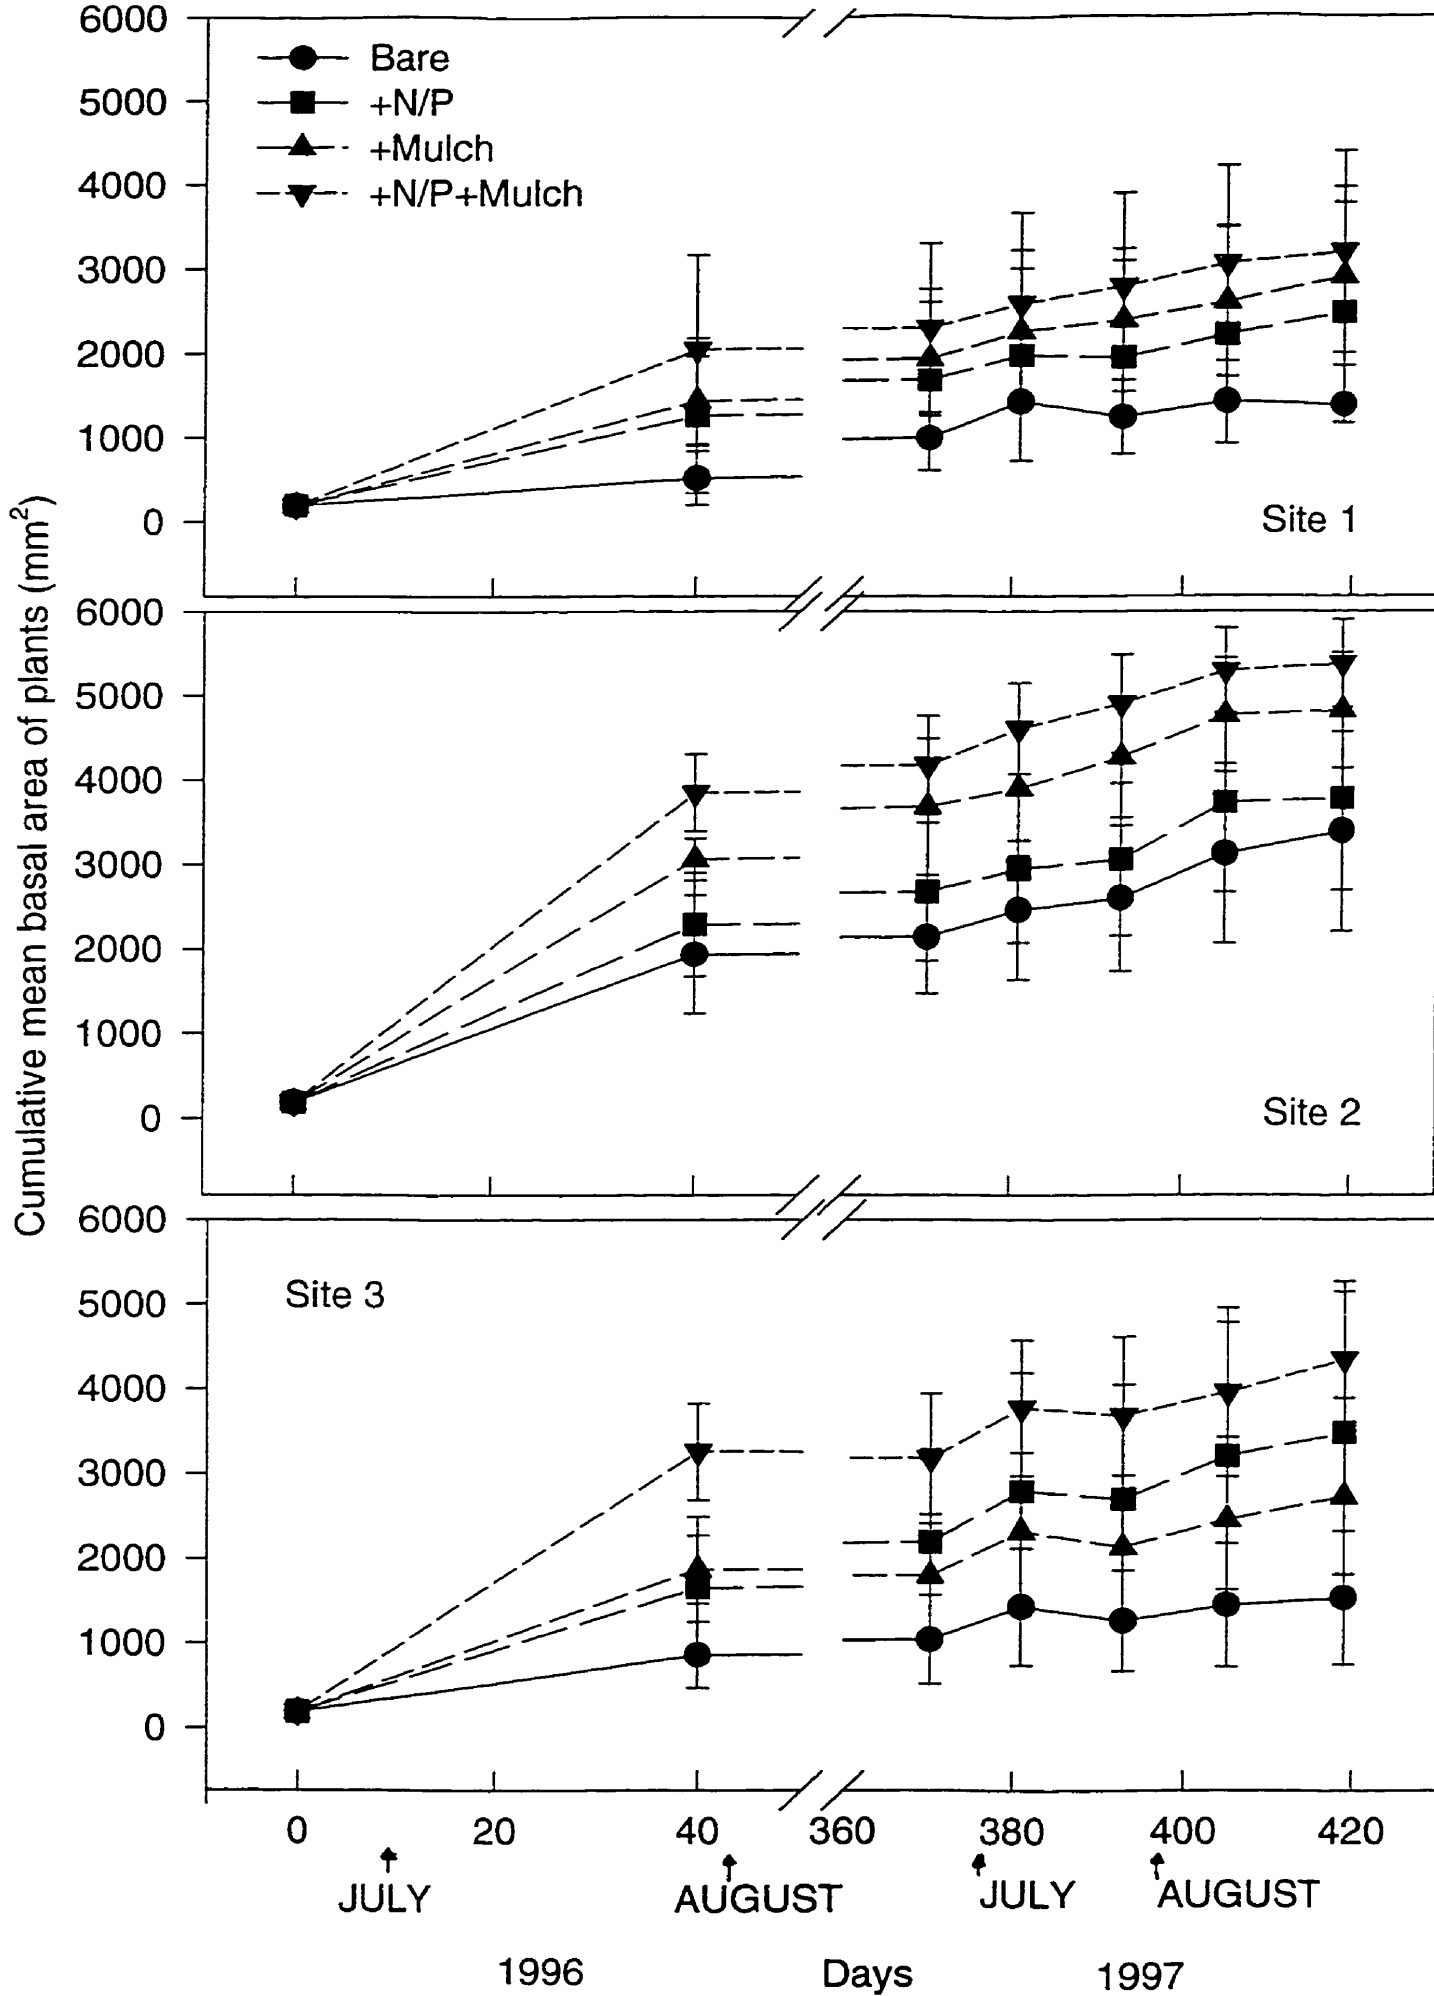 Cumulative mean basal area of plants (mm²)
6000
5000
4000
3000
2000
1000
0
Bare
+N/P
+Mulch
+N/P+Mulch
Site 1
6000
5000
4000
3000
2000
1000
0
Site 2
6000
5000
4000
3000
2000
1000
0
Site 3
0 20 40 360 380 400 420
JULY AUGUST JULY AUGUST
1996 Days 1997